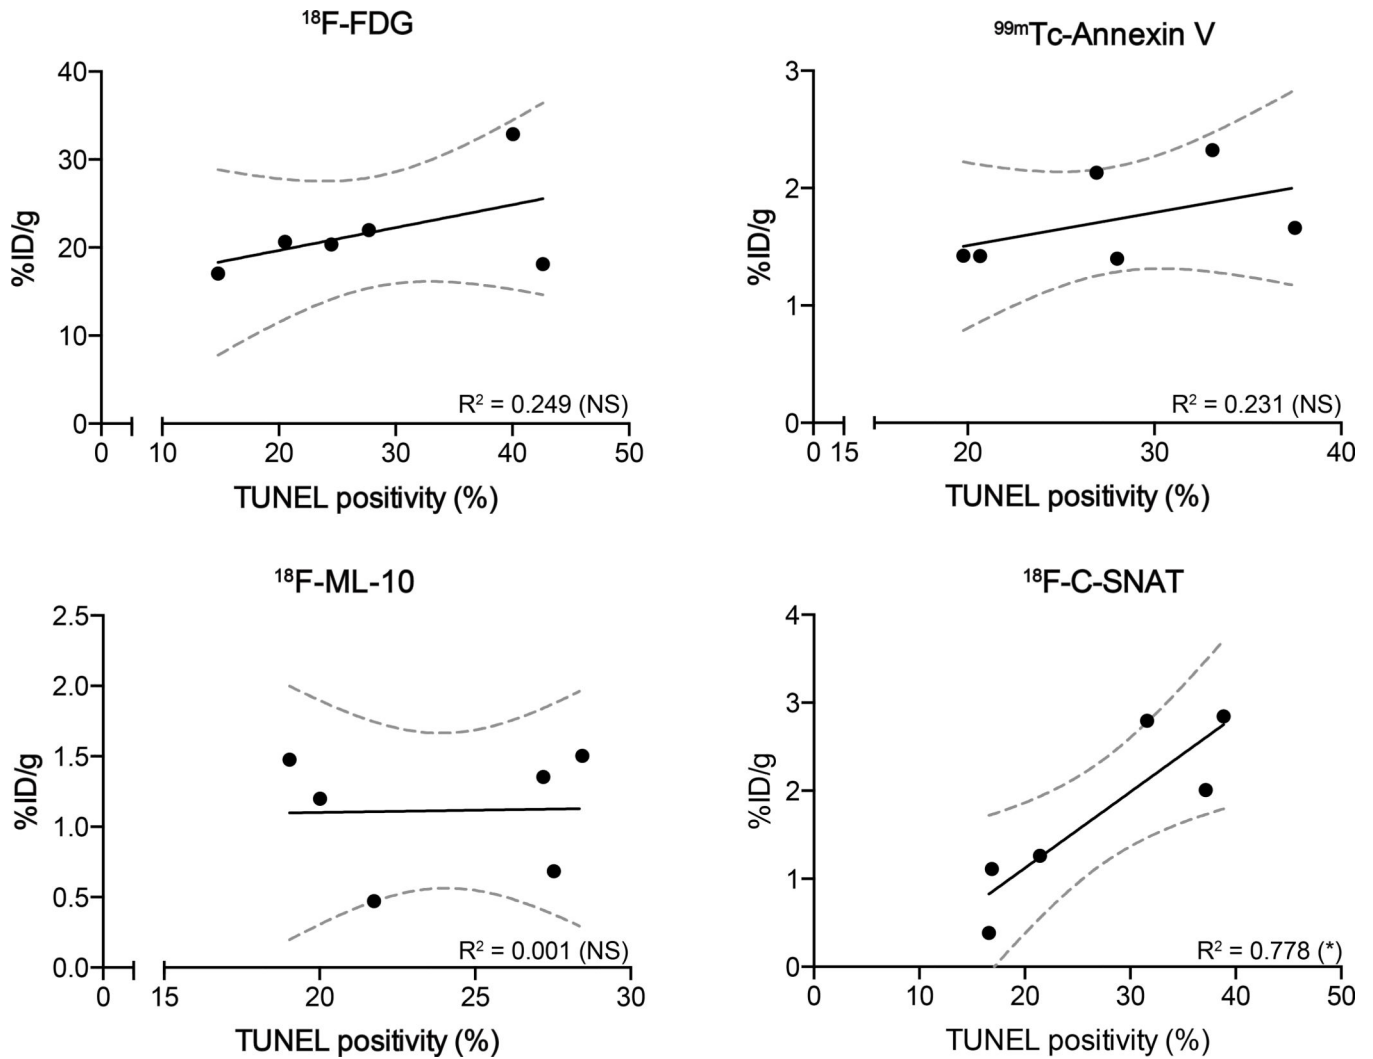 ¹⁸F-FDG
40
30
20
10
0
%ID/g
R² = 0.249 (NS)
0 10 20 30 40 50
TUNEL positivity (%)
⁹⁹ᵐTc-Annexin V
3
2
1
0
%ID/g
R² = 0.231 (NS)
0 15 20 30 40
TUNEL positivity (%)
¹⁸F-ML-10
2.5
2.0
1.5
1.0
0.5
0.0
%ID/g
R² = 0.001 (NS)
0 15 20 25 30
TUNEL positivity (%)
¹⁸F-C-SNAT
4
3
2
1
0
%ID/g
R² = 0.778 (*)
0 10 20 30 40 50
TUNEL positivity (%)